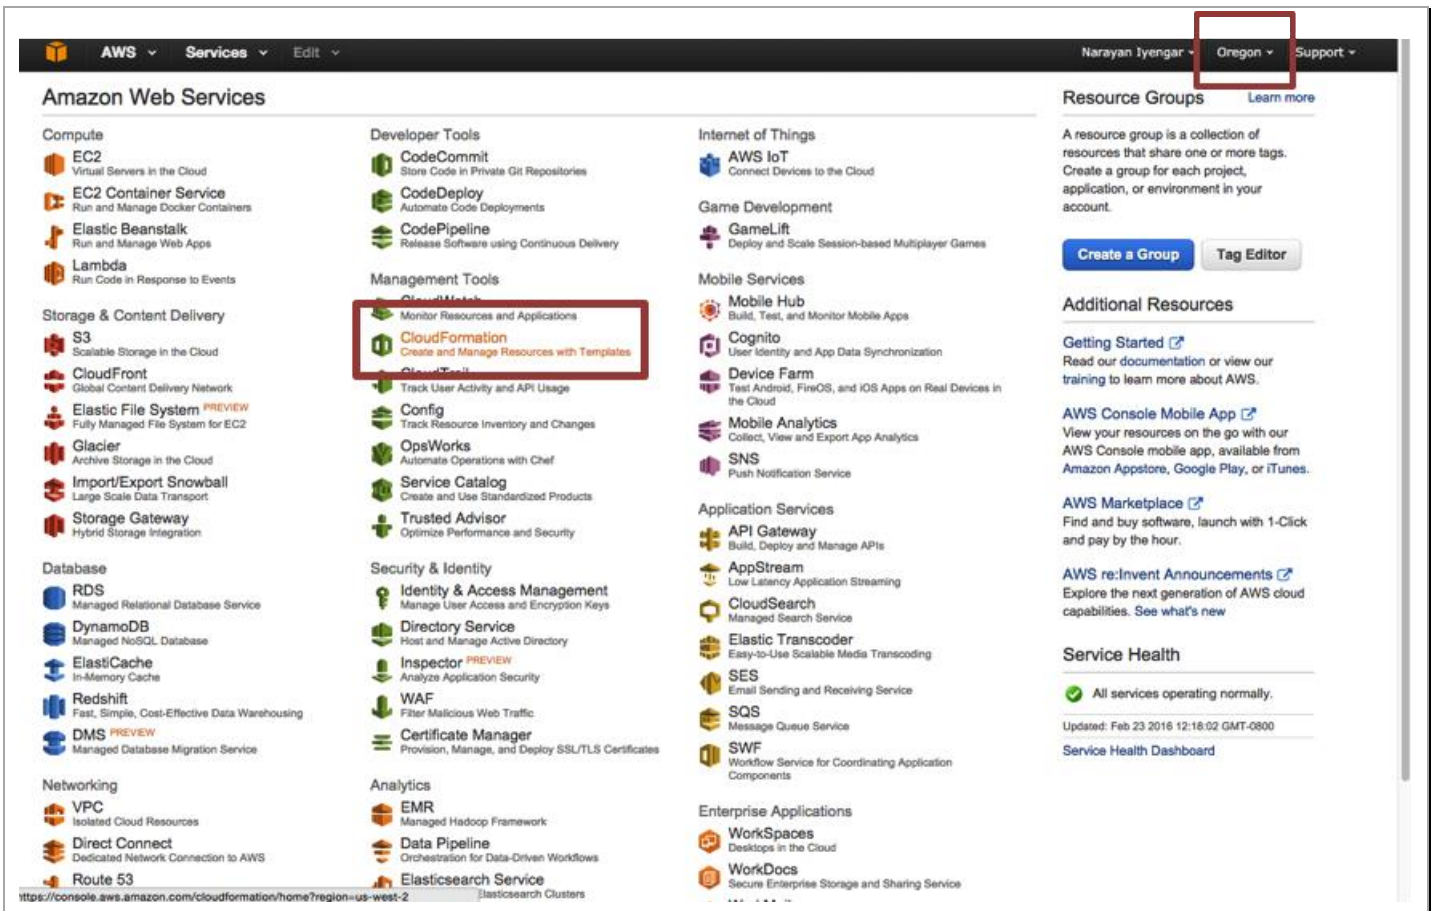 AWS Services Edit Narayan Iyengar Oregon Support
Amazon Web Services
Compute
EC2
Virtual Servers in the Cloud
EC2 Container Service
Run and Manage Docker Containers
Elastic Beanstalk
Run and Manage Web Apps
Lambda
Run Code in Response to Events
Storage & Content Delivery
S3
Scalable Storage in the Cloud
CloudFront
Global Content Delivery Network
Elastic File System PREVIEW
Fully Managed File System for EC2
Glacier
Archive Storage in the Cloud
Import/Export Snowball
Large Scale Data Transport
Storage Gateway
Hybrid Storage Integration
Database
RDS
Managed Relational Database Service
DynamoDB
Managed NoSQL Database
ElastiCache
In-Memory Cache
Redshift
Fast, Simple, Cost-Effective Data Warehousing
DMS PREVIEW
Managed Database Migration Service
Networking
VPC
Isolated Cloud Resources
Direct Connect
Dedicated Network Connection to AWS
Route 53
Developer Tools
CodeCommit
Store Code in Private Git Repositories
CodeDeploy
Automate Code Deployments
CodePipeline
Release Software using Continuous Delivery
Management Tools
CloudWatch
Monitor Resources and Applications
CloudFormation
Create and Manage Resources with Templates
CloudTrail
Track User Activity and API Usage
Config
Track Resource Inventory and Changes
OpsWorks
Automate Operations with Chef
Service Catalog
Create and Use Standardized Products
Trusted Advisor
Optimize Performance and Security
Security & Identity
Identity & Access Management
Manage User Access and Encryption Keys
Directory Service
Host and Manage Active Directory
Inspector PREVIEW
Analyze Application Security
WAF
Filter Malicious Web Traffic
Certificate Manager
Provision, Manage, and Deploy SSL/TLS Certificates
Analytics
EMR
Managed Hadoop Framework
Data Pipeline
Orchestration for Data-Driven Workflows
Elasticsearch Service
Elasticsearch Clusters
Internet of Things
AWS IoT
Connect Devices to the Cloud
Game Development
GameLift
Deploy and Scale Session-based Multiplayer Games
Mobile Services
Mobile Hub
Build, Test, and Monitor Mobile Apps
Cognito
User Identity and App Data Synchronization
Device Farm
Test Android, FireOS, and iOS Apps on Real Devices in
the Cloud
Mobile Analytics
Collect, View and Export App Analytics
SNS
Push Notification Service
Application Services
API Gateway
Build, Deploy and Manage APIs
AppStream
Low Latency Application Streaming
CloudSearch
Managed Search Service
Elastic Transcoder
Easy-to-Use Scalable Media Transcoding
SES
Email Sending and Receiving Service
SQS
Message Queue Service
SWF
Workflow Service for Coordinating Application
Components
Enterprise Applications
WorkSpaces
Desktops in the Cloud
WorkDocs
Secure Enterprise Storage and Sharing Service
Resource Groups Learn more
A resource group is a collection of
resources that share one or more tags.
Create a group for each project,
application, or environment in your
account.
Create a Group Tag Editor
Additional Resources
Getting Started
Read our documentation or view our
training to learn more about AWS.
AWS Console Mobile App
View your resources on the go with our
AWS Console mobile app, available from
Amazon Appstore, Google Play, or iTunes.
AWS Marketplace
Find and buy software, launch with 1-Click
and pay by the hour.
AWS re:Invent Announcements
Explore the next generation of AWS cloud
capabilities. See what's new
Service Health
All services operating normally.
Updated: Feb 23 2016 12:18:02 GMT-0800
Service Health Dashboard
https://console.aws.amazon.com/cloudformation/home?region=us-west-2